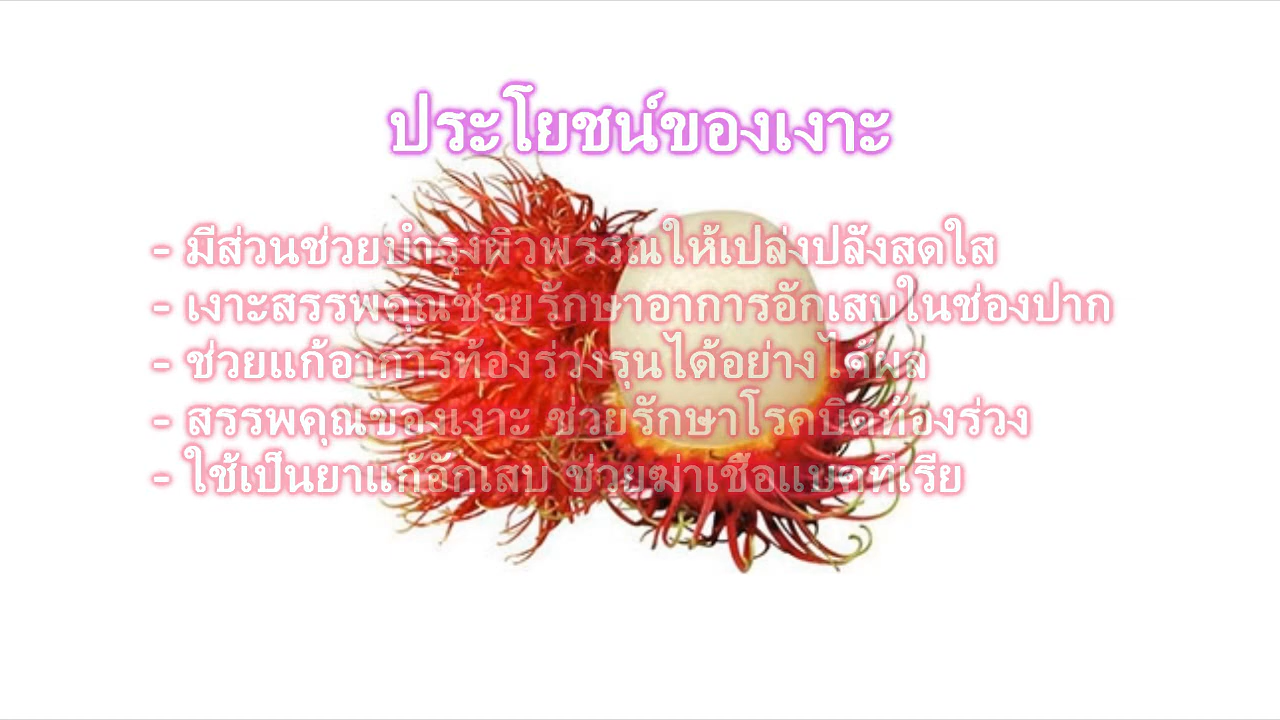 ประโยชน์ของเงาะ
- มีส่วนช่วยบำรุงผิวพรรณให้เปล่งปลั่งสดใส
- เงาะสรรพคุณช่วยรักษาอาการอักเสบในช่องปาก
- ช่วยแก้อาการท้องร่วงรุนได้อย่างได้ผล
- สรรพคุณของเงาะ ช่วยรักษาโรคบิดท้องร่วง
- ใช้เป็นยาแก้อักเสบ ช่วยฆ่าเชื้อแบคทีเรีย